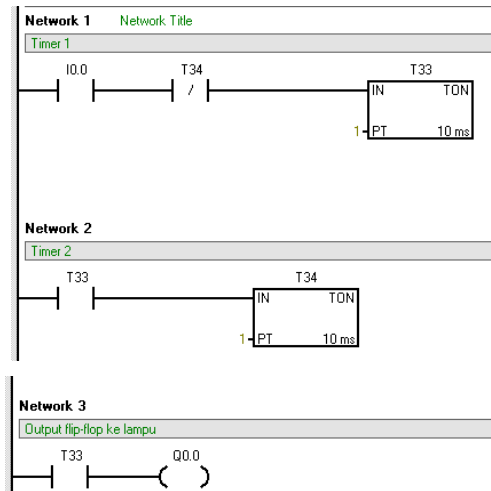 Network 1 Network Title
Timer 1
I0.0 T34 T33
/ IN TON
1 PT 10 ms
Network 2
Timer 2
T33 T34
IN TON
1 PT 10 ms
Network 3
Output flip-flop ke lampu
T33 Q0.0